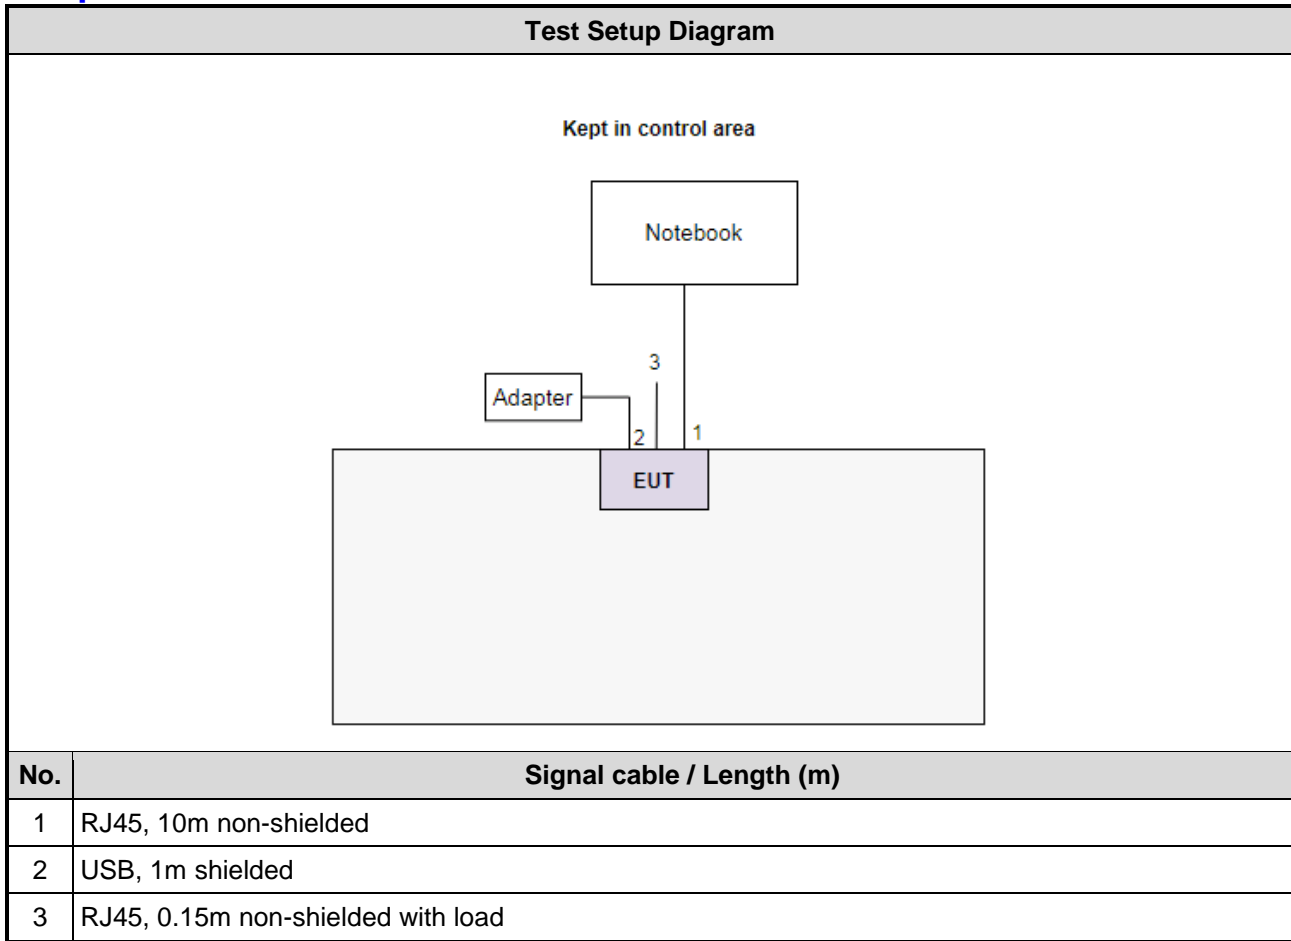 Test Setup Diagram
Kept in control area
Notebook
3
Adapter
2
1
EUT
No.
Signal cable / Length (m)
1
RJ45, 10m non-shielded
2
USB, 1m shielded
3
RJ45, 0.15m non-shielded with load